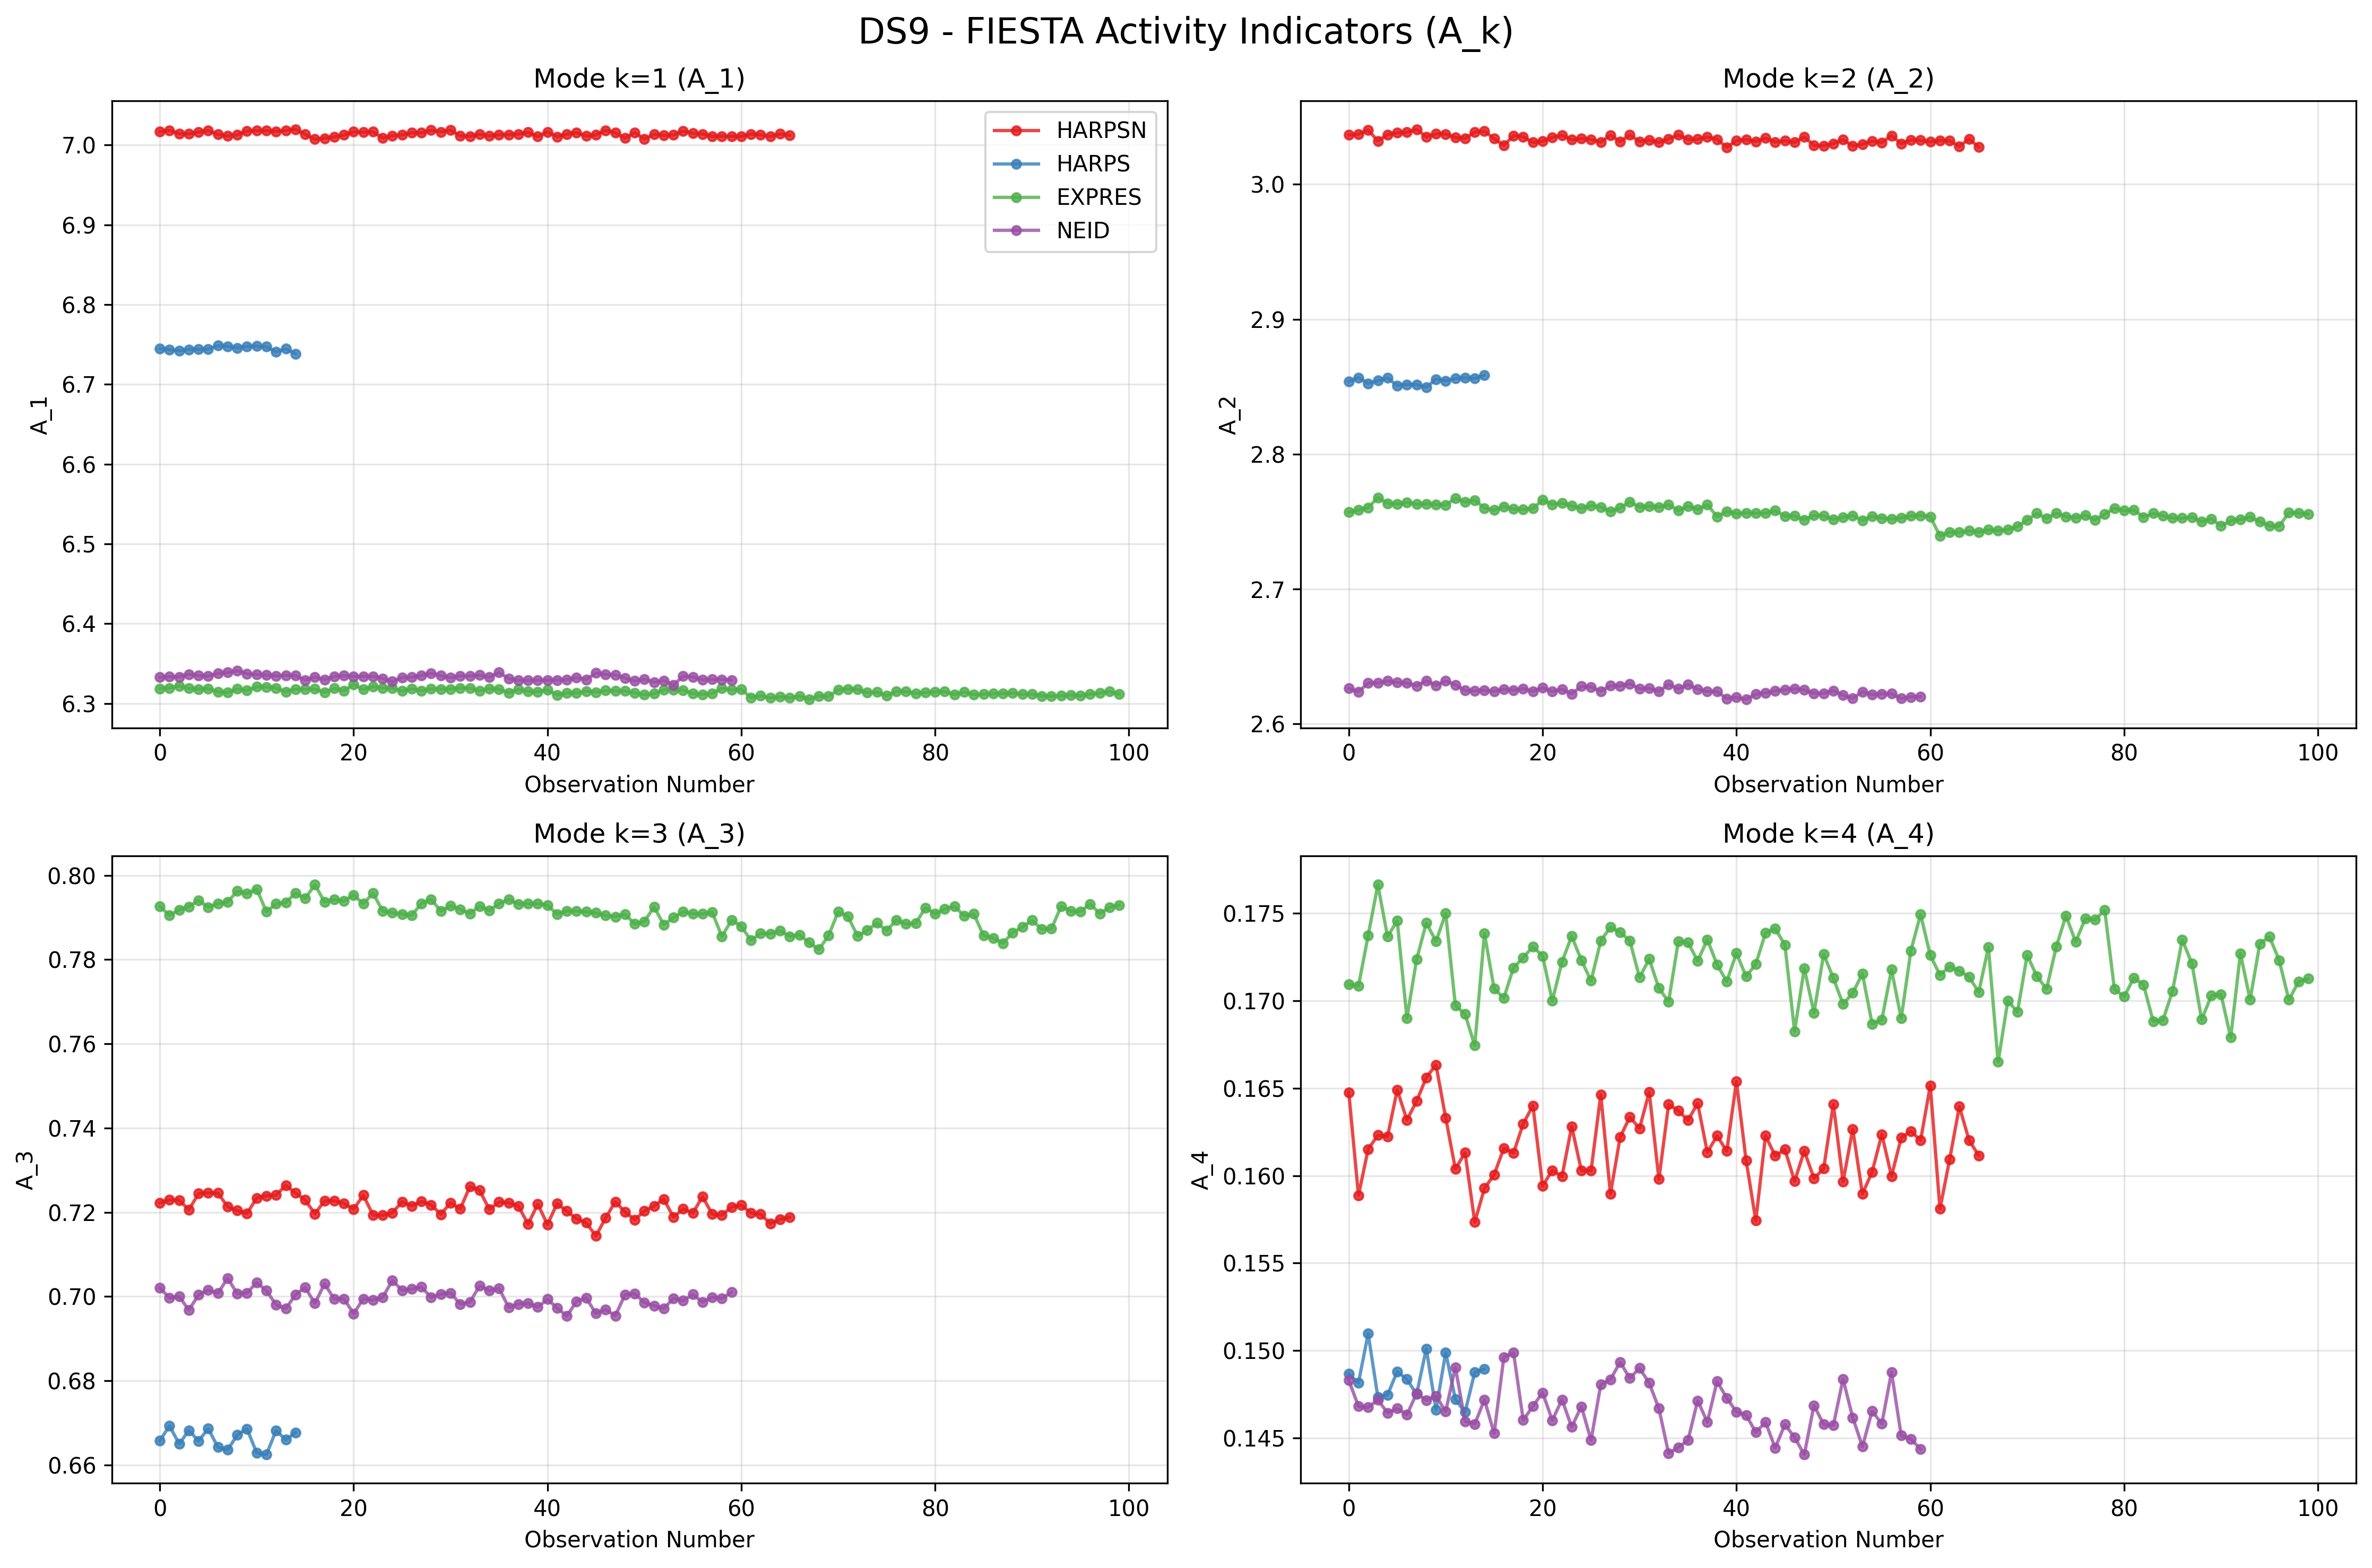 DS9 - FIESTA Activity Indicators (A_k)
Mode k=1 (A_1)
A_1
7.0
6.9
6.8
6.7
6.6
6.5
6.4
6.3
0 20 40 60 80 100
Observation Number
HARPSN
HARPS
EXPRES
NEID
Mode k=2 (A_2)
A_2
3.0
2.9
2.8
2.7
2.6
0 20 40 60 80 100
Observation Number
Mode k=3 (A_3)
A_3
0.80
0.78
0.76
0.74
0.72
0.70
0.68
0.66
0 20 40 60 80 100
Observation Number
Mode k=4 (A_4)
A_4
0.175
0.170
0.165
0.160
0.155
0.150
0.145
0 20 40 60 80 100
Observation Number